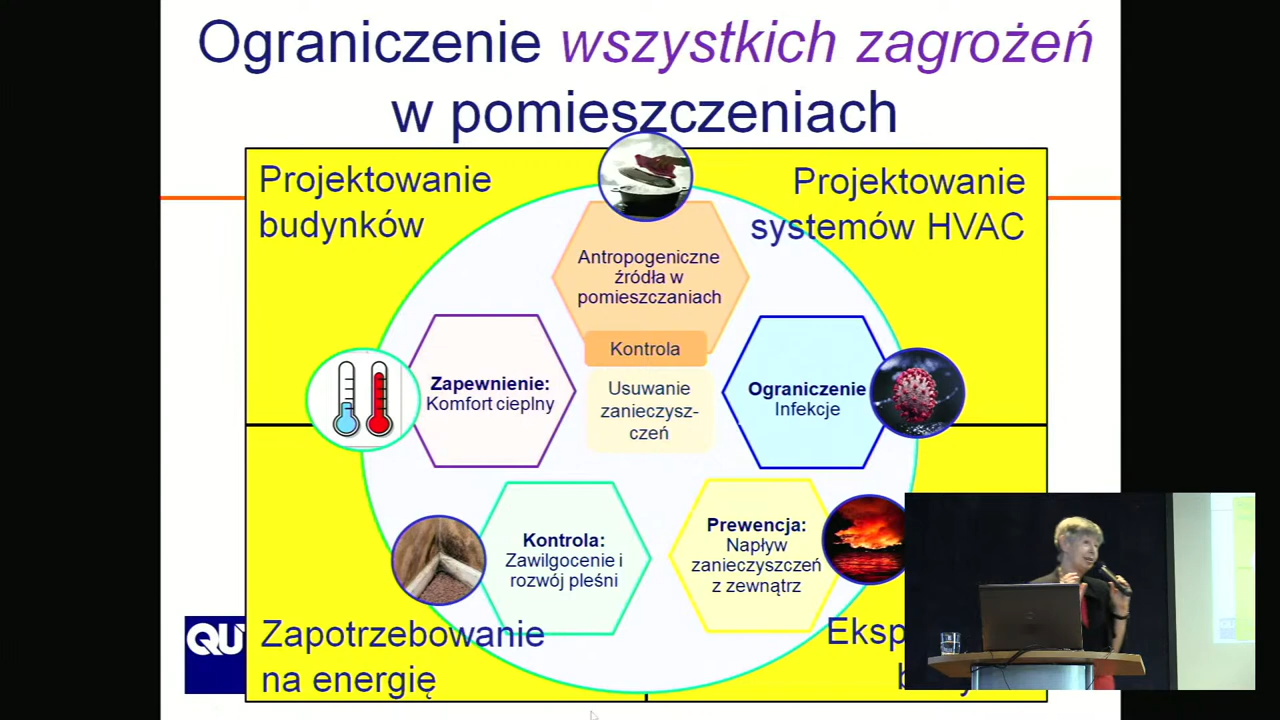 Ograniczenie wszystkich zagrożeń
w pomieszczeniach
Projektowanie
budynków
Projektowanie
systemów HVAC
Antropogeniczne
źródła w
pomieszczaniach
Kontrola
Usuwanie
zanieczysz-
czeń
Zapewnienie:
Komfort cieplny
Ograniczenie
Infekcje
Kontrola:
Zawilgocenie i
rozwój pleśni
Prewencja:
Napływ
zanieczyszczeń
z zewnątrz
QU
Zapotrzebowanie
na energię